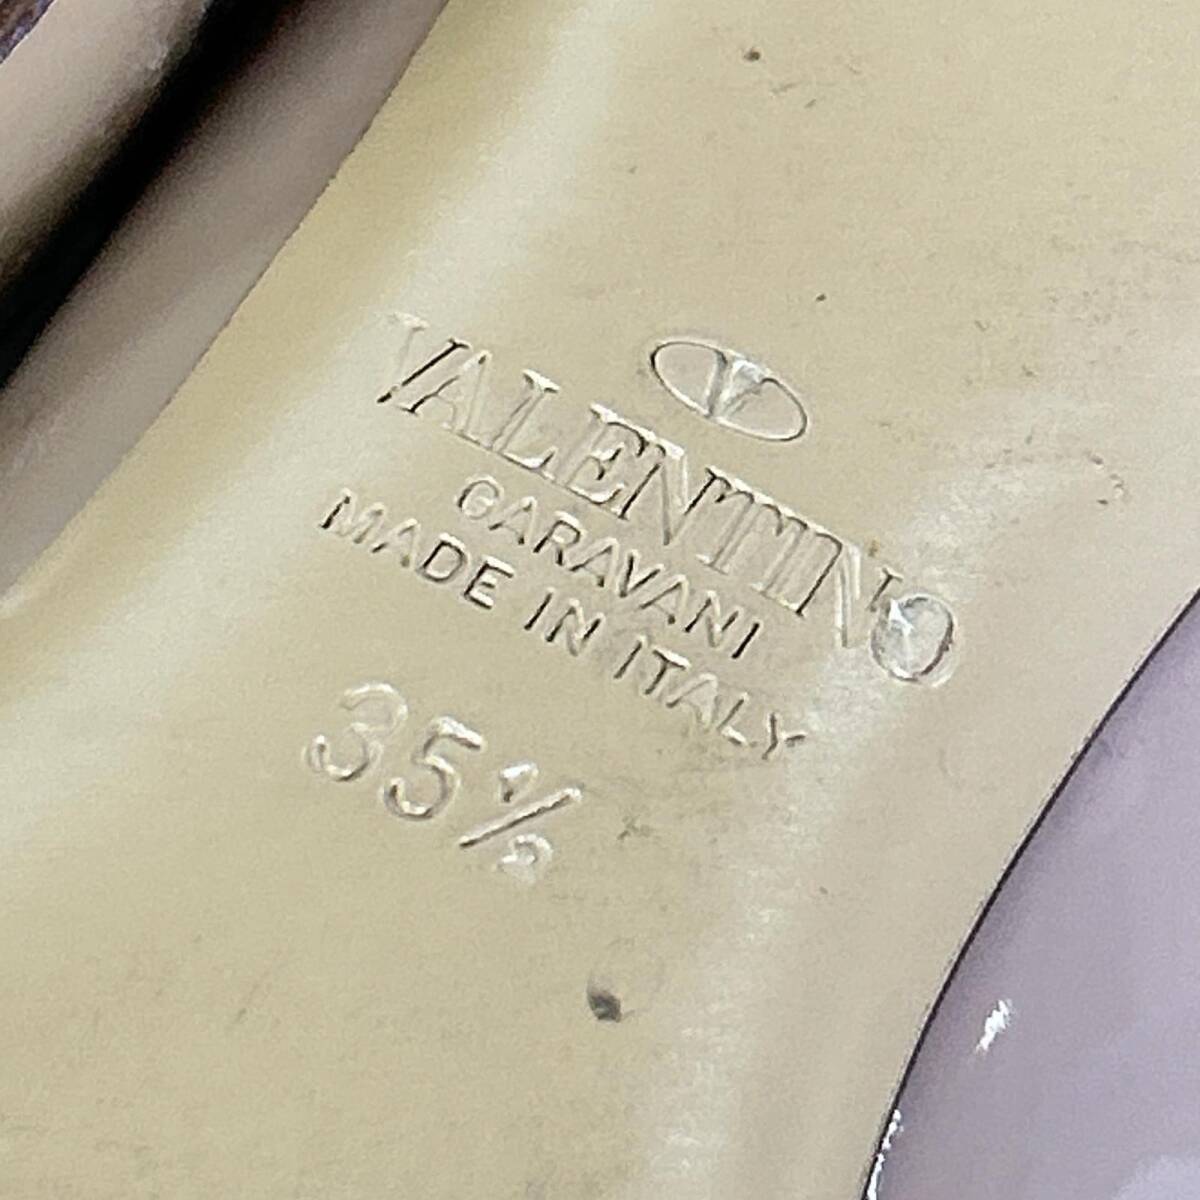 V
VALENTINO
GARAVANI
MADE IN ITALY
35½